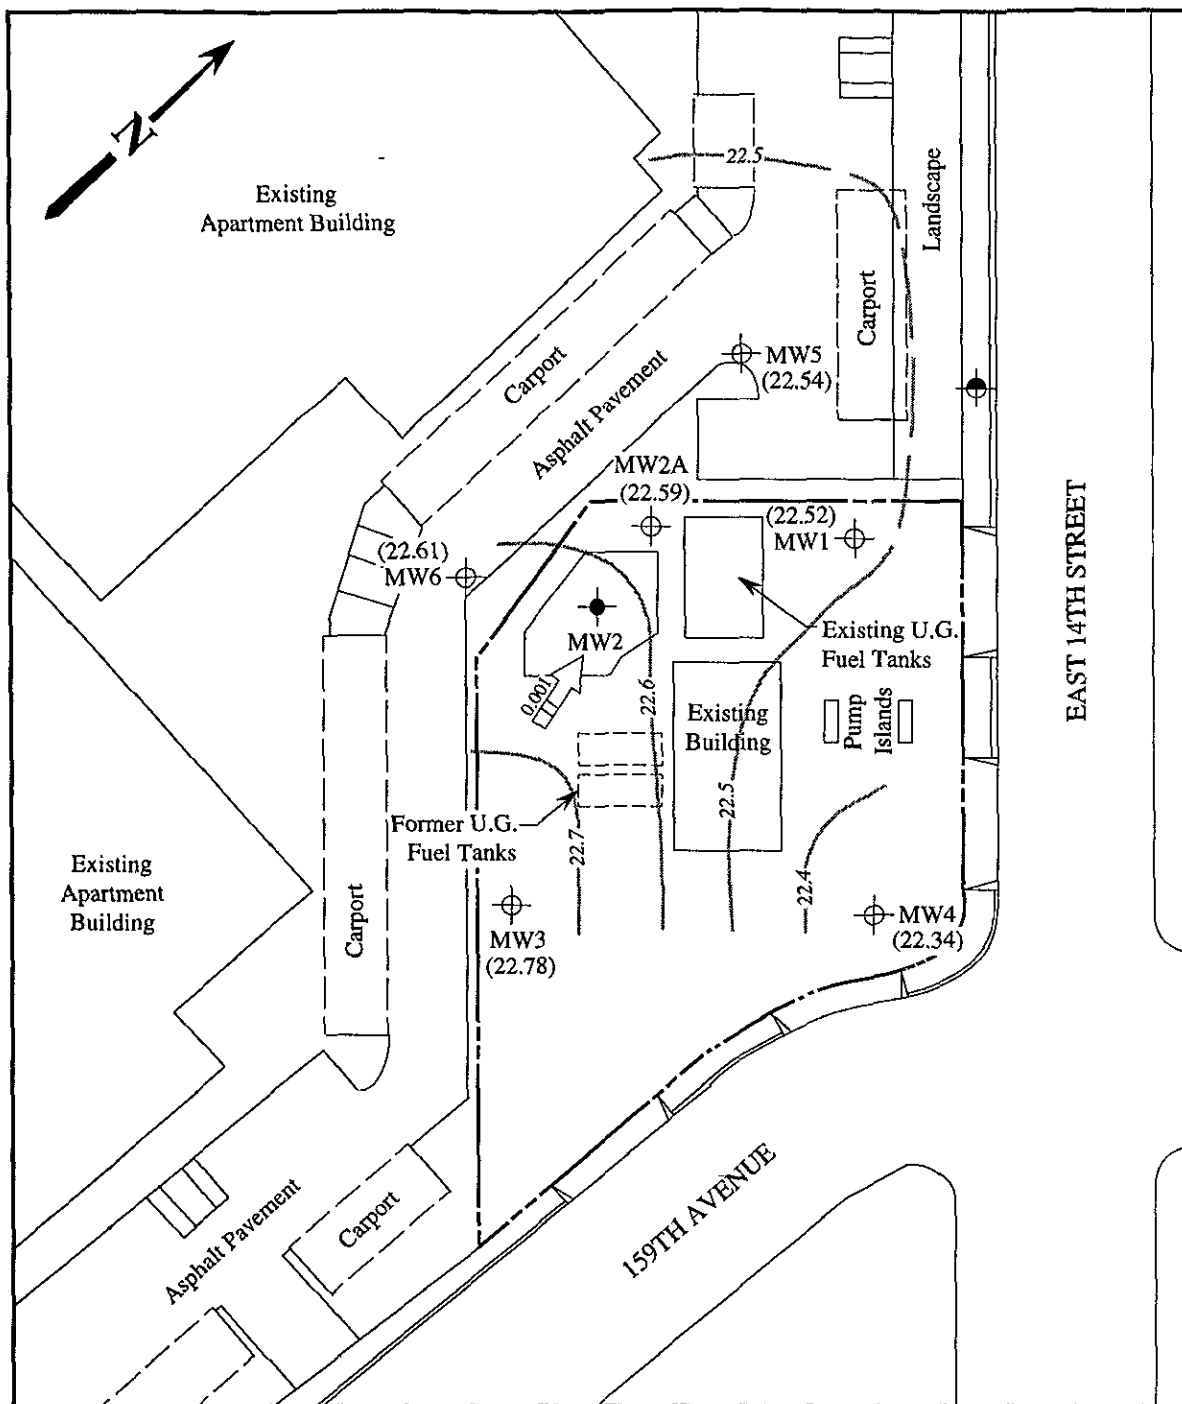 N
22.5
Existing
Apartment Building
Landscape
Carport
Carport
Asphalt Pavement
MW5
(22.54)
MW2A
(22.59)
(22.52)
MW1
(22.61)
MW6
EAST 14TH STREET
MW2
Existing U.G.
Fuel Tanks
0.001
22.6
Existing
Building
Pump
Islands
22.5
Former U.G.
Fuel Tanks
22.7
22.4
Existing
Apartment
Building
Carport
MW3
(22.78)
MW4
(22.34)
159TH AVENUE
Asphalt Pavement
Carport